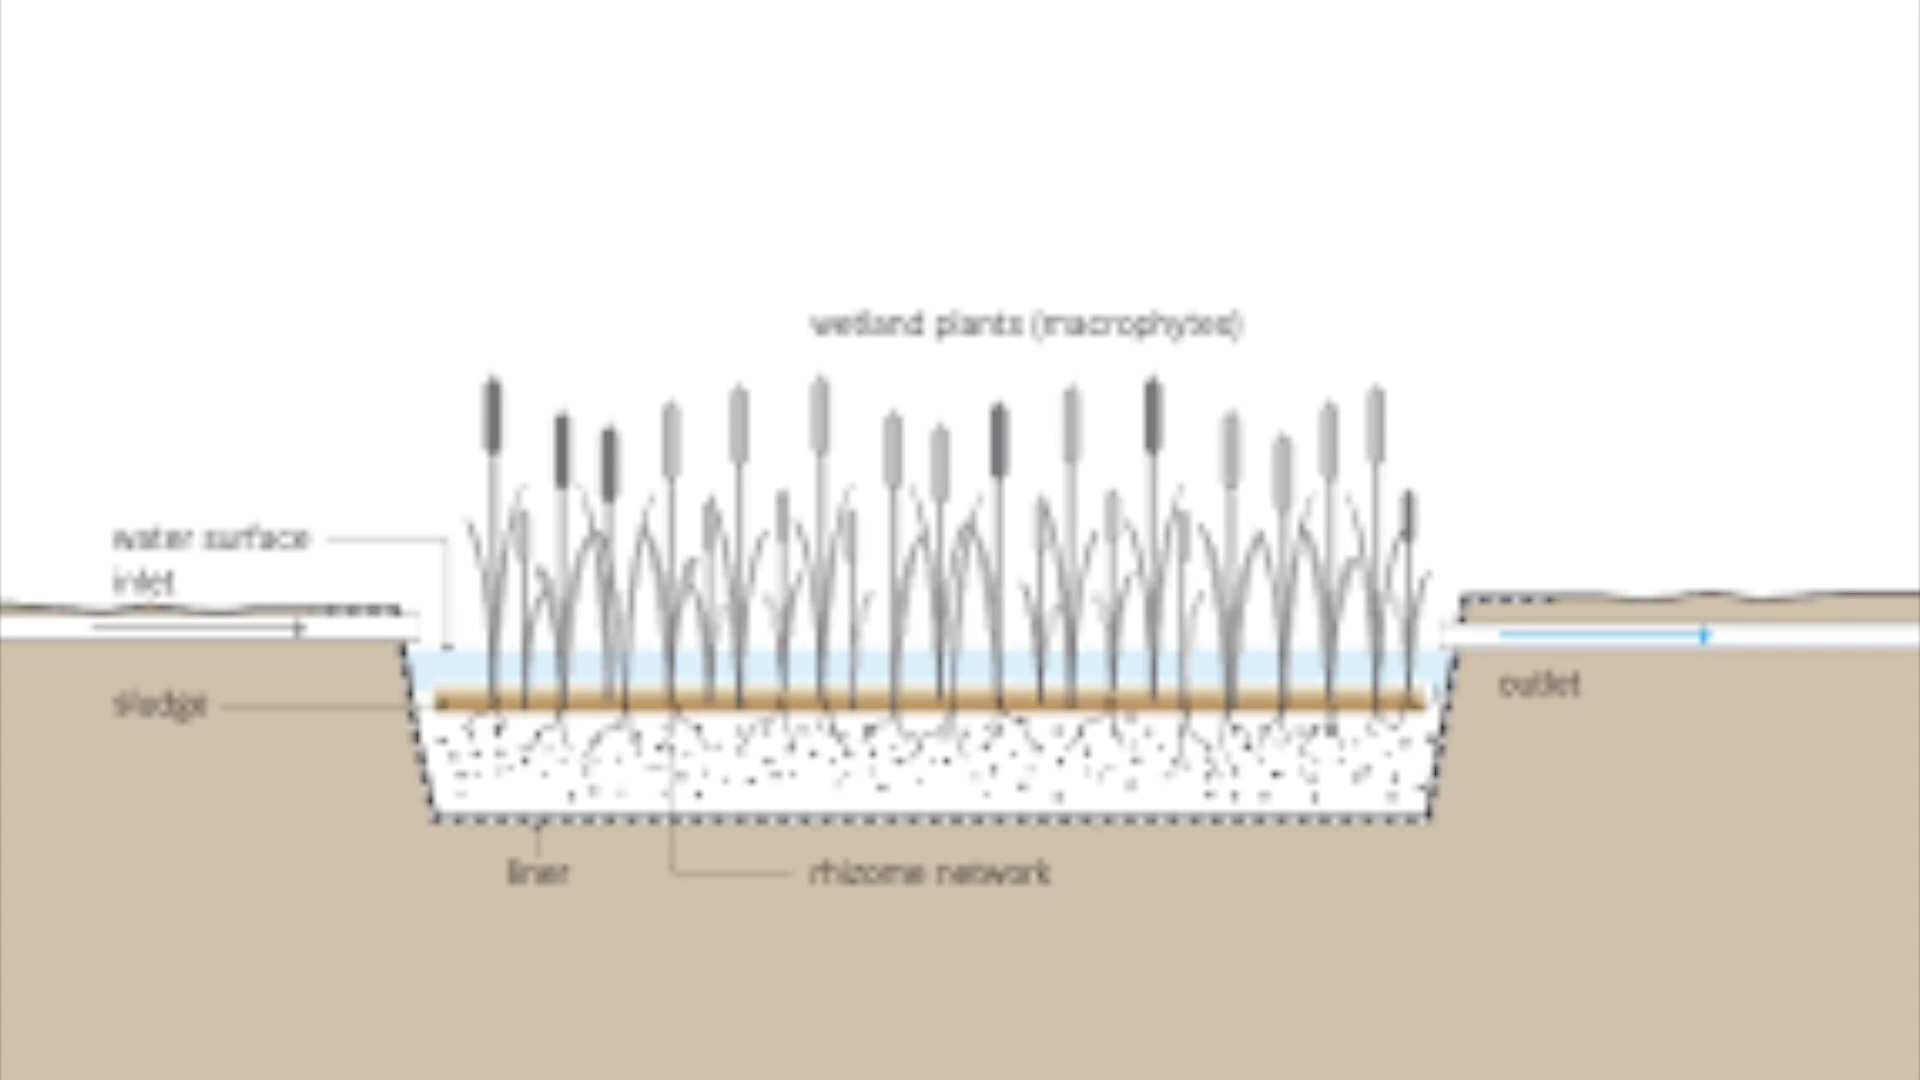 wetland plants (macrophytes)
water surface
inlet
sludge
outlet
liner
rhizome network